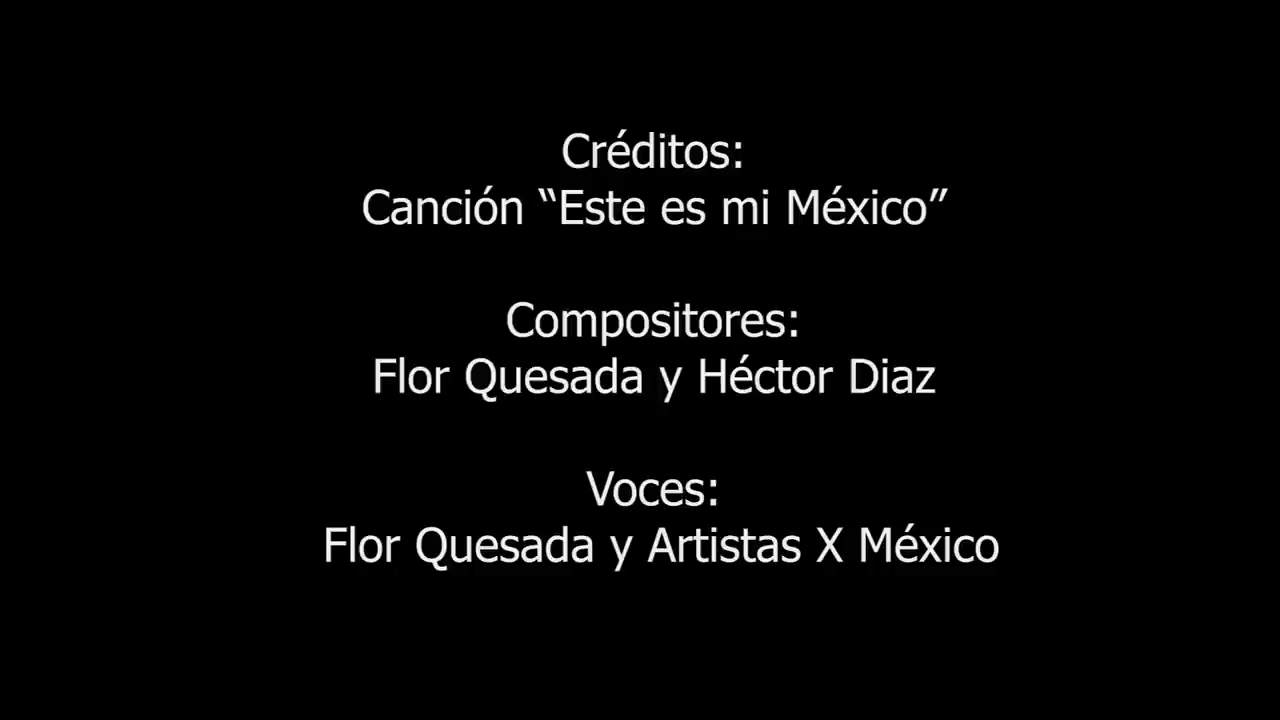 Créditos:
Canción “Este es mi México”
Compositores:
Flor Quesada y Héctor Diaz
Voces:
Flor Quesada y Artistas X México